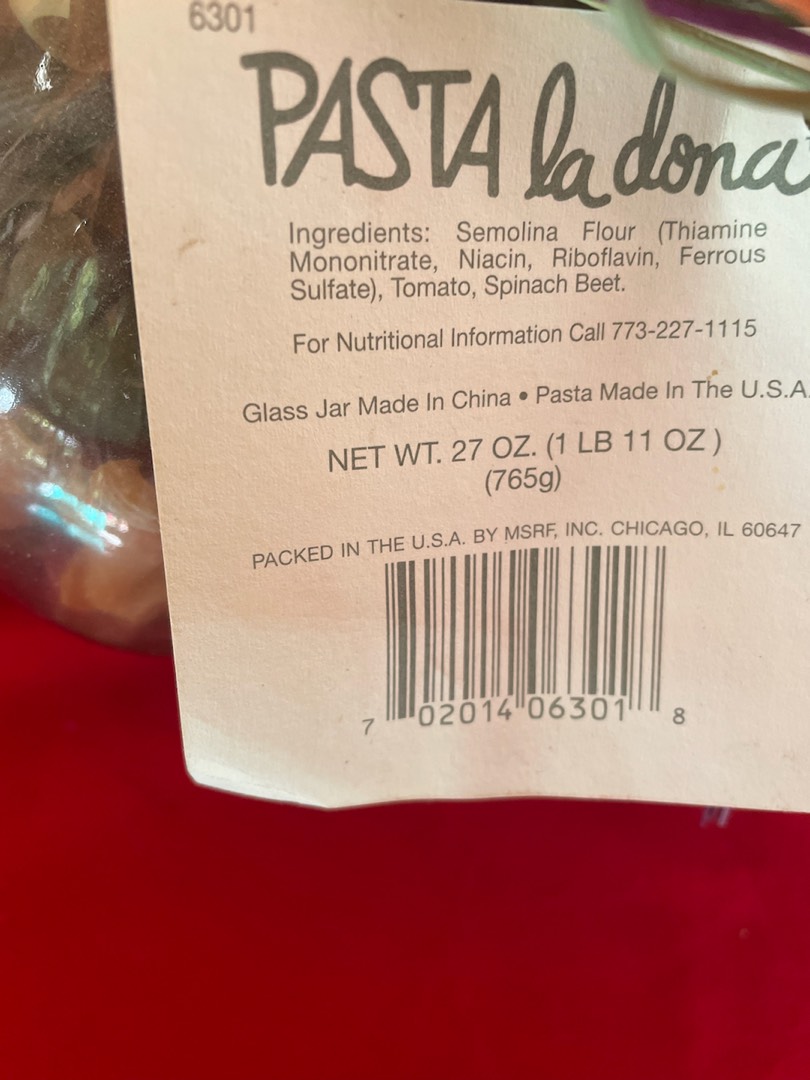 6301
PASTA la dona
Ingredients: Semolina Flour (Thiamine
Mononitrate, Niacin, Riboflavin, Ferrous
Sulfate), Tomato, Spinach Beet.
For Nutritional Information Call 773-227-1115
Glass Jar Made In China • Pasta Made In The U.S.A.
NET WT. 27 OZ. (1 LB 11 OZ)
(765g)
PACKED IN THE U.S.A. BY MSRF, INC. CHICAGO, IL 60647
7 02014 06301 8